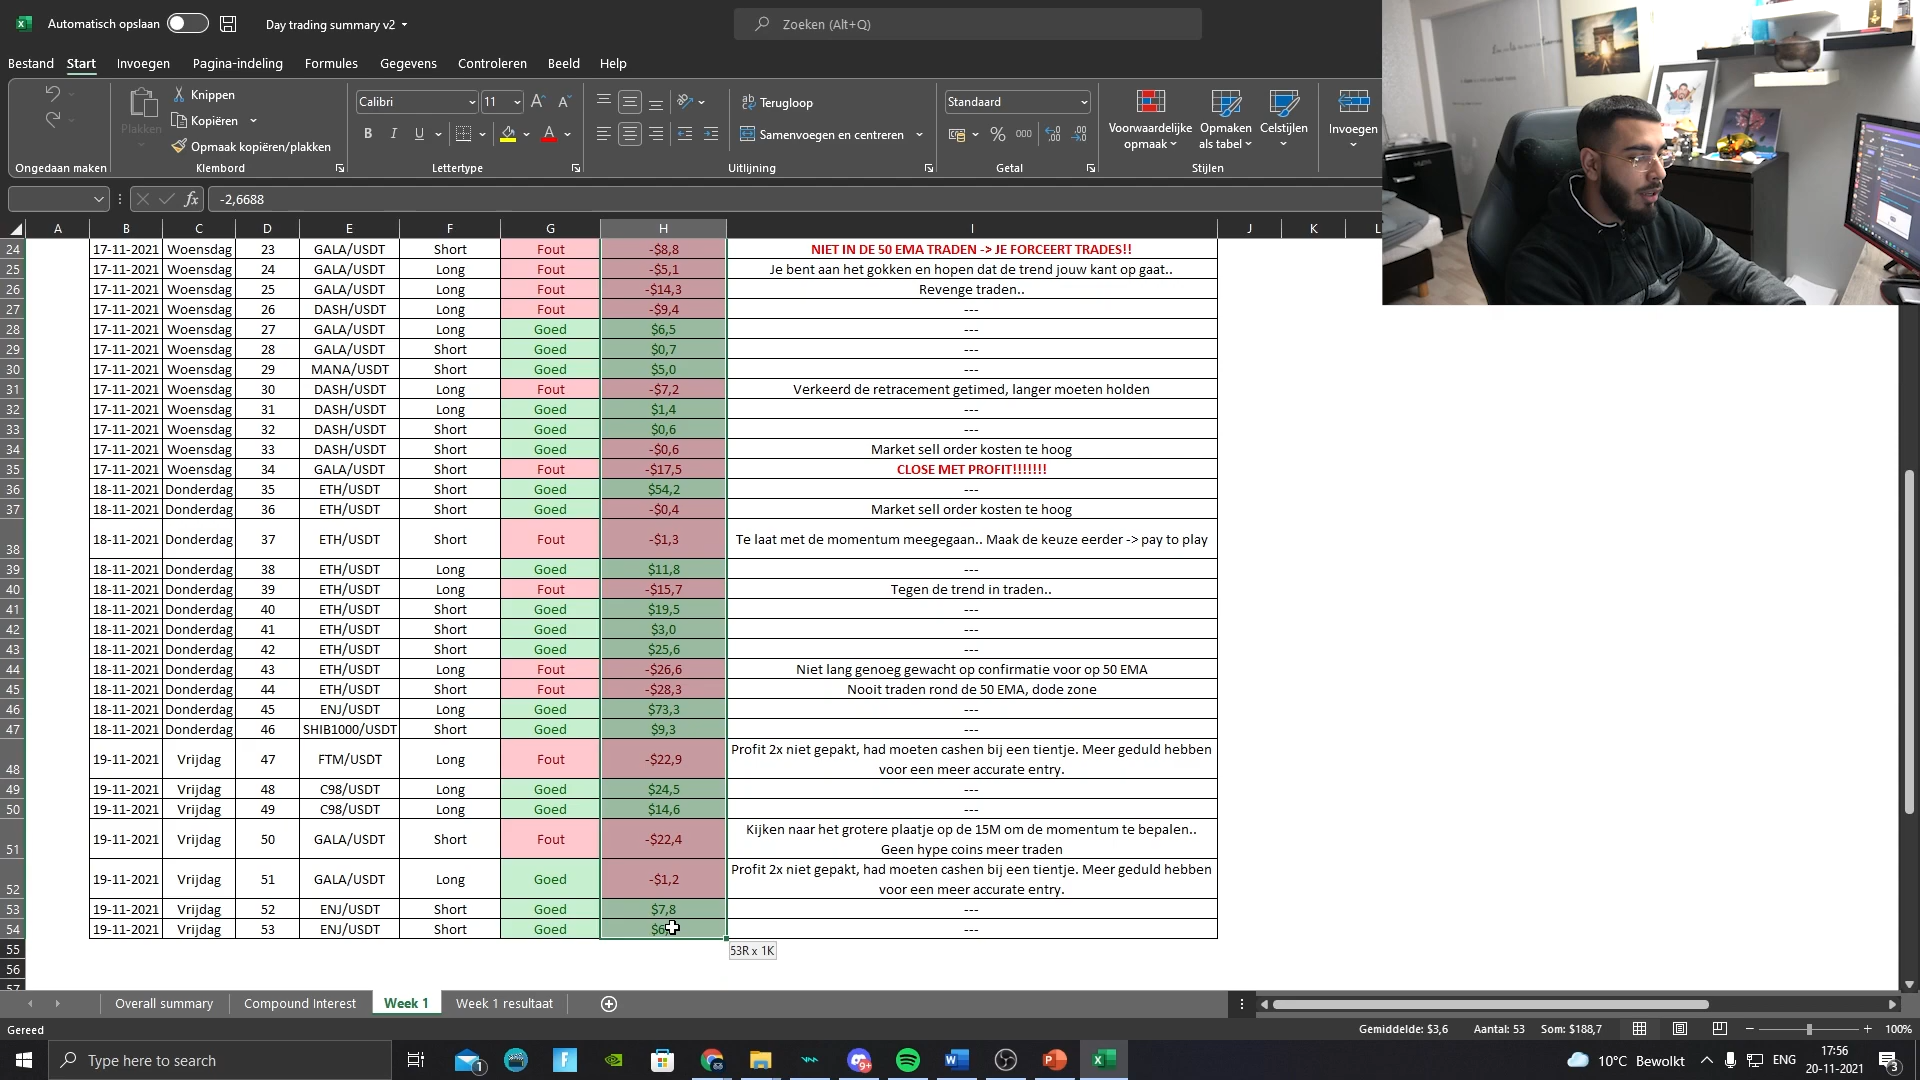 Automatisch opslaan
Day trading summary v2
Zoeken (Alt+Q)
Bestand Start Invoegen Pagina-indeling Formules Gegevens Controleren Beeld Help
Plakken
Knippen
Kopiëren
Opmaak kopiëren/plakken
Calibri 11
B I U
Terugloop
Samenvoegen en centreren
Standaard
% 000
Voorwaardelijke opmaak
Opmaken als tabel
Celstijlen
Invoegen
Ongedaan maken Klembord Lettertype Uitlijning Getal Stijlen
fx -2,6688
A B C D E F G H I J K L
24 17-11-2021 Woensdag 23 GALA/USDT Short Fout -$8,8 NIET IN DE 50 EMA TRADEN -> JE FORCEERT TRADES!!
25 17-11-2021 Woensdag 24 GALA/USDT Long Fout -$5,1 Je bent aan het gokken en hopen dat de trend jouw kant op gaat..
26 17-11-2021 Woensdag 25 GALA/USDT Long Fout -$14,3 Revenge traden..
27 17-11-2021 Woensdag 26 DASH/USDT Long Fout -$9,4 ---
28 17-11-2021 Woensdag 27 GALA/USDT Long Goed $6,5 ---
29 17-11-2021 Woensdag 28 GALA/USDT Short Goed $0,7 ---
30 17-11-2021 Woensdag 29 MANA/USDT Short Goed $5,0 ---
31 17-11-2021 Woensdag 30 DASH/USDT Long Fout -$7,2 Verkeerd de retracement getimed, langer moeten holden
32 17-11-2021 Woensdag 31 DASH/USDT Long Goed $1,4 ---
33 17-11-2021 Woensdag 32 DASH/USDT Short Goed $0,6 ---
34 17-11-2021 Woensdag 33 DASH/USDT Short Goed -$0,6 Market sell order kosten te hoog
35 17-11-2021 Woensdag 34 GALA/USDT Short Fout -$17,5 CLOSE MET PROFIT!!!!!!!
36 18-11-2021 Donderdag 35 ETH/USDT Short Goed $54,2 ---
37 18-11-2021 Donderdag 36 ETH/USDT Short Goed -$0,4 Market sell order kosten te hoog
38 18-11-2021 Donderdag 37 ETH/USDT Short Fout -$1,3 Te laat met de momentum meegegaan.. Maak de keuze eerder -> pay to play
39 18-11-2021 Donderdag 38 ETH/USDT Long Goed $11,8 ---
40 18-11-2021 Donderdag 39 ETH/USDT Long Fout -$15,7 Tegen de trend in traden..
41 18-11-2021 Donderdag 40 ETH/USDT Short Goed $19,5 ---
42 18-11-2021 Donderdag 41 ETH/USDT Short Goed $3,0 ---
43 18-11-2021 Donderdag 42 ETH/USDT Short Goed $25,6 ---
44 18-11-2021 Donderdag 43 ETH/USDT Long Fout -$26,6 Niet lang genoeg gewacht op confirmatie voor op 50 EMA
45 18-11-2021 Donderdag 44 ETH/USDT Short Fout -$28,3 Nooit traden rond de 50 EMA, dode zone
46 18-11-2021 Donderdag 45 ENJ/USDT Long Goed $73,3 ---
47 18-11-2021 Donderdag 46 SHIB1000/USDT Short Goed $9,3 ---
48 19-11-2021 Vrijdag 47 FTM/USDT Long Fout -$22,9 Profit 2x niet gepakt, had moeten cashen bij een tientje. Meer geduld hebben
voor een meer accurate entry.
49 19-11-2021 Vrijdag 48 C98/USDT Long Goed $24,5 ---
50 19-11-2021 Vrijdag 49 C98/USDT Long Goed $14,6 ---
51 19-11-2021 Vrijdag 50 GALA/USDT Short Fout -$22,4 Kijken naar het grotere plaatje op de 15M om de momentum te bepalen..
Geen hype coins meer traden
52 19-11-2021 Vrijdag 51 GALA/USDT Long Goed -$1,2 Profit 2x niet gepakt, had moeten cashen bij een tientje. Meer geduld hebben
voor een meer accurate entry.
53 19-11-2021 Vrijdag 52 ENJ/USDT Short Goed $7,8 ---
54 19-11-2021 Vrijdag 53 ENJ/USDT Short Goed ---
55
53R x 1K
56
57
Overall summary Compound Interest Week 1 Week 1 resultaat
Gereed
Gemiddelde: $3,6 Aantal: 53 Som: $188,7
100%
Type here to search
10°C Bewolkt
ENG
17:56
20-11-2021